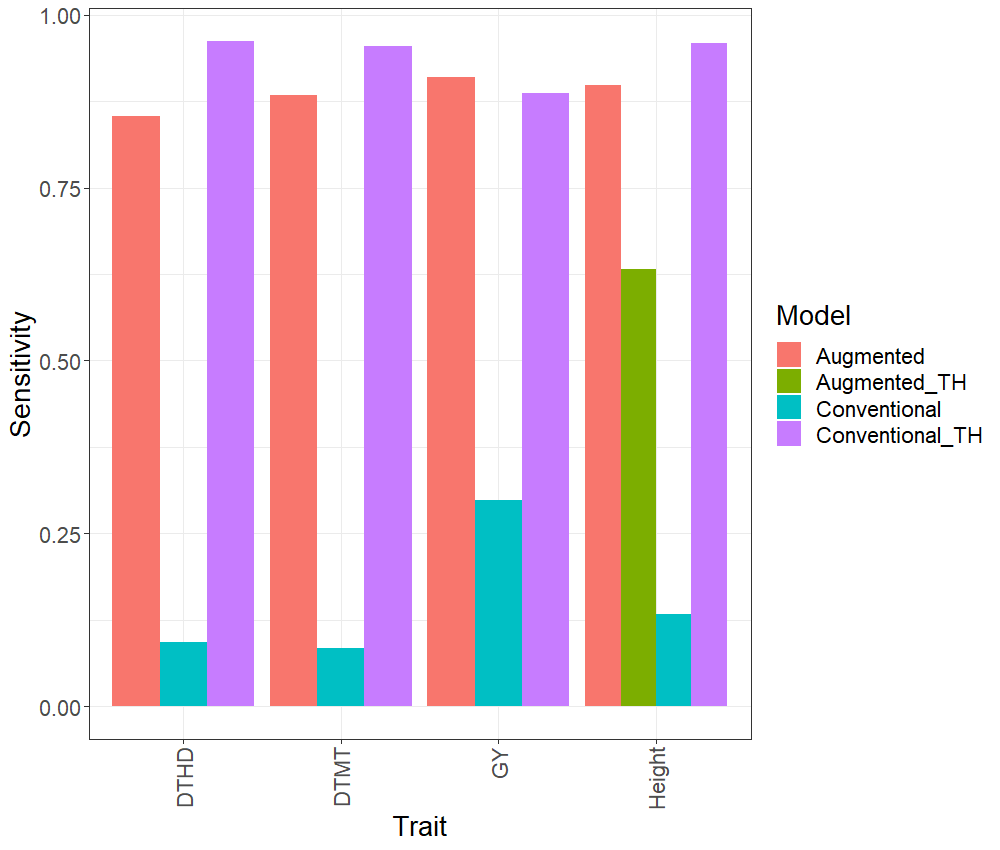 1.00
0.75
0.50
0.25
0.00
Sensitivity
DTHD
DTMT
GY
Height
Trait
Model
Augmented
Augmented_TH
Conventional
Conventional_TH